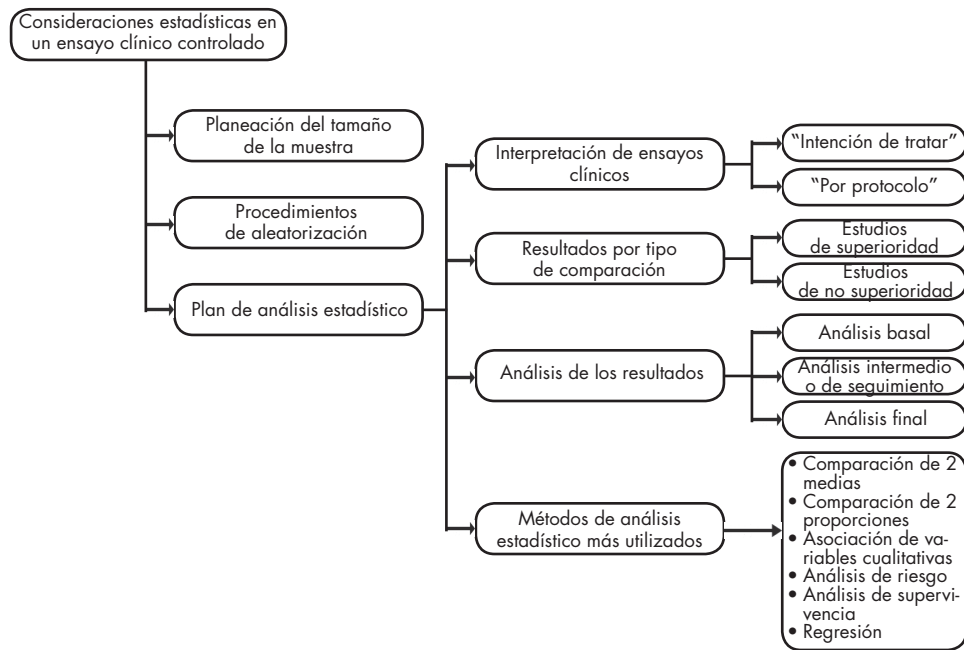 Consideraciones estadísticas en
un ensayo clínico controlado
Planeación del tamaño
de la muestra
Procedimientos
de aleatorización
Plan de análisis estadístico
Interpretación de ensayos
clínicos
“Intención de tratar”
“Por protocolo”
Resultados por tipo
de comparación
Estudios
de superioridad
Estudios
de no superioridad
Análisis de los resultados
Análisis basal
Análisis intermedio
o de seguimiento
Análisis final
Métodos de análisis
estadístico más utilizados
• Comparación de 2
medias
• Comparación de 2
proporciones
• Asociación de va-
riables cualitativas
• Análisis de riesgo
• Análisis de supervi-
vencia
• Regresión